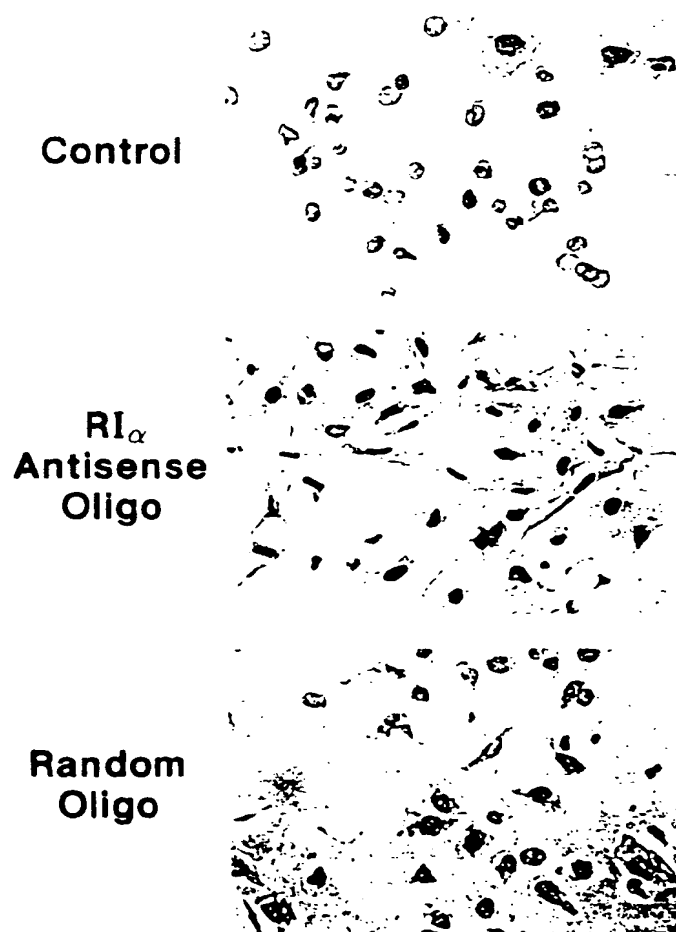 Control
RIα
Antisense
Oligo
Random
Oligo